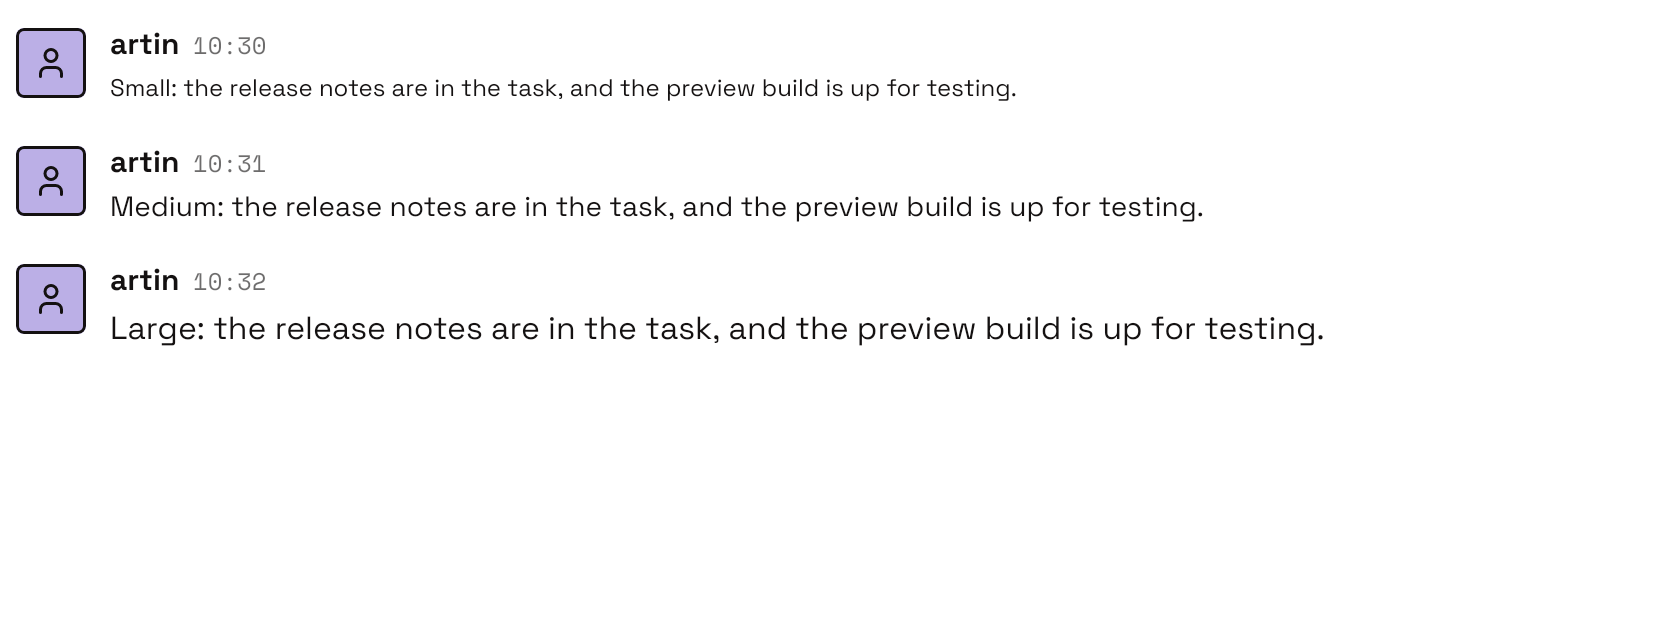 artin 10:30
Small: the release notes are in the task, and the preview build is up for testing.
artin 10:31
Medium: the release notes are in the task, and the preview build is up for testing.
artin 10:32
Large: the release notes are in the task, and the preview build is up for testing.